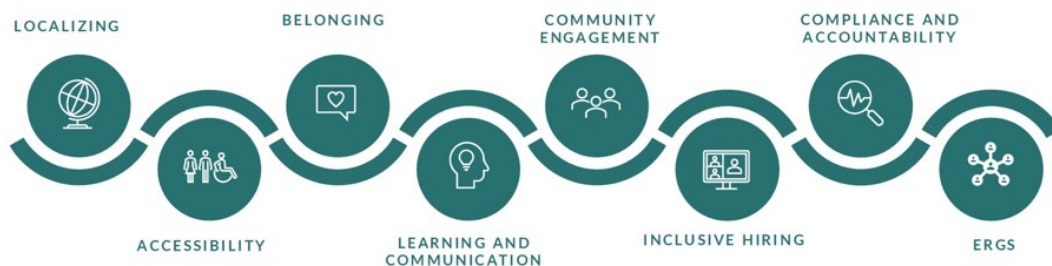 LOCALIZING
BELONGING
COMMUNITY
ENGAGEMENT
COMPLIANCE AND
ACCOUNTABILITY
ACCESSIBILITY
LEARNING AND
COMMUNICATION
INCLUSIVE HIRING
ERGS